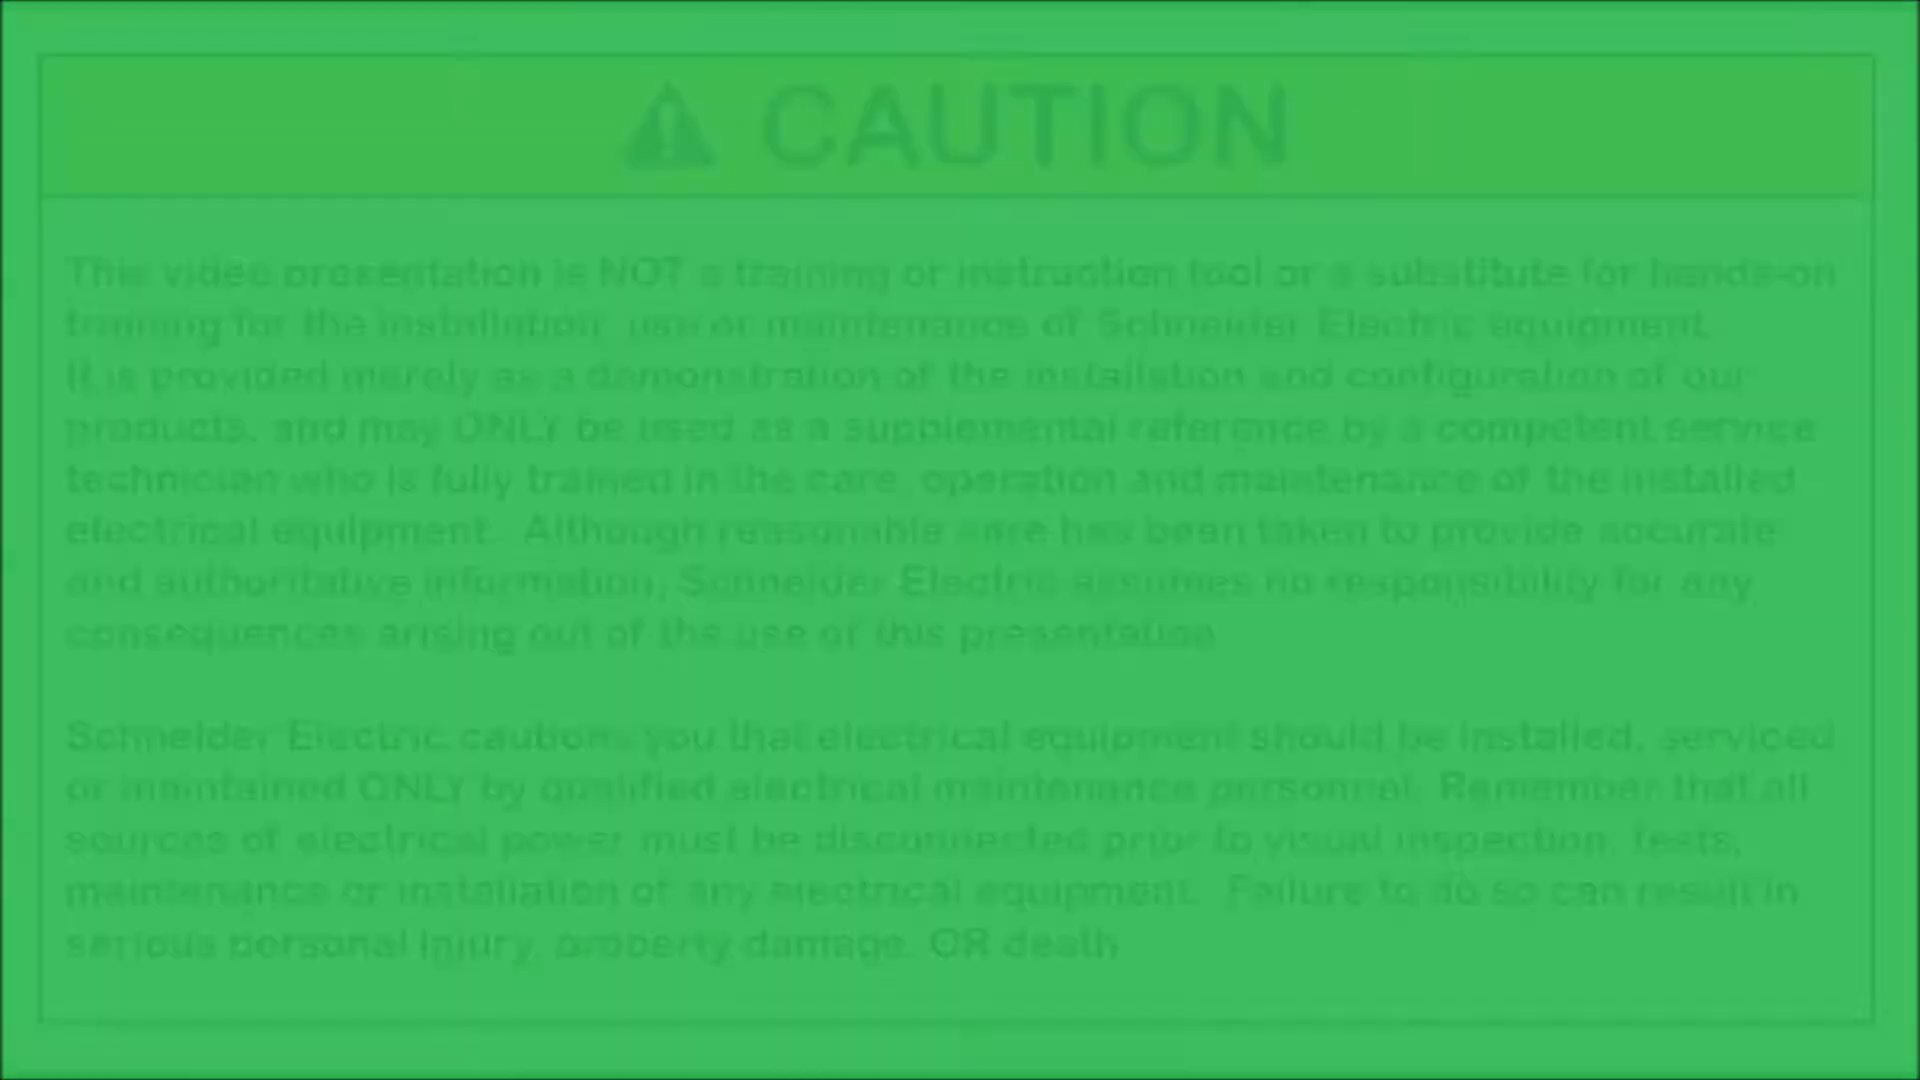 CAUTION
This video presentation is NOT a training or instruction tool or a substitute for hands-on
training for the installation, use or maintenance of Schneider Electric equipment.
It is provided merely as a demonstration of the installation and configuration of our
products, and may ONLY be used as a supplemental reference by a competent service
technician who is fully trained in the care, operation and maintenance of the installed
electrical equipment. Although reasonable care has been taken to provide accurate
and authoritative information, Schneider Electric assumes no responsibility for any
consequences arising out of the use of this presentation
Schneider Electric cautions you that electrical equipment should be installed, serviced
or maintained ONLY by qualified electrical maintenance personnel. Remember that all
sources of electrical power must be disconnected prior to visual inspection, tests,
maintenance or installation of any electrical equipment. Failure to do so can result in
serious personal injury, property damage, OR death